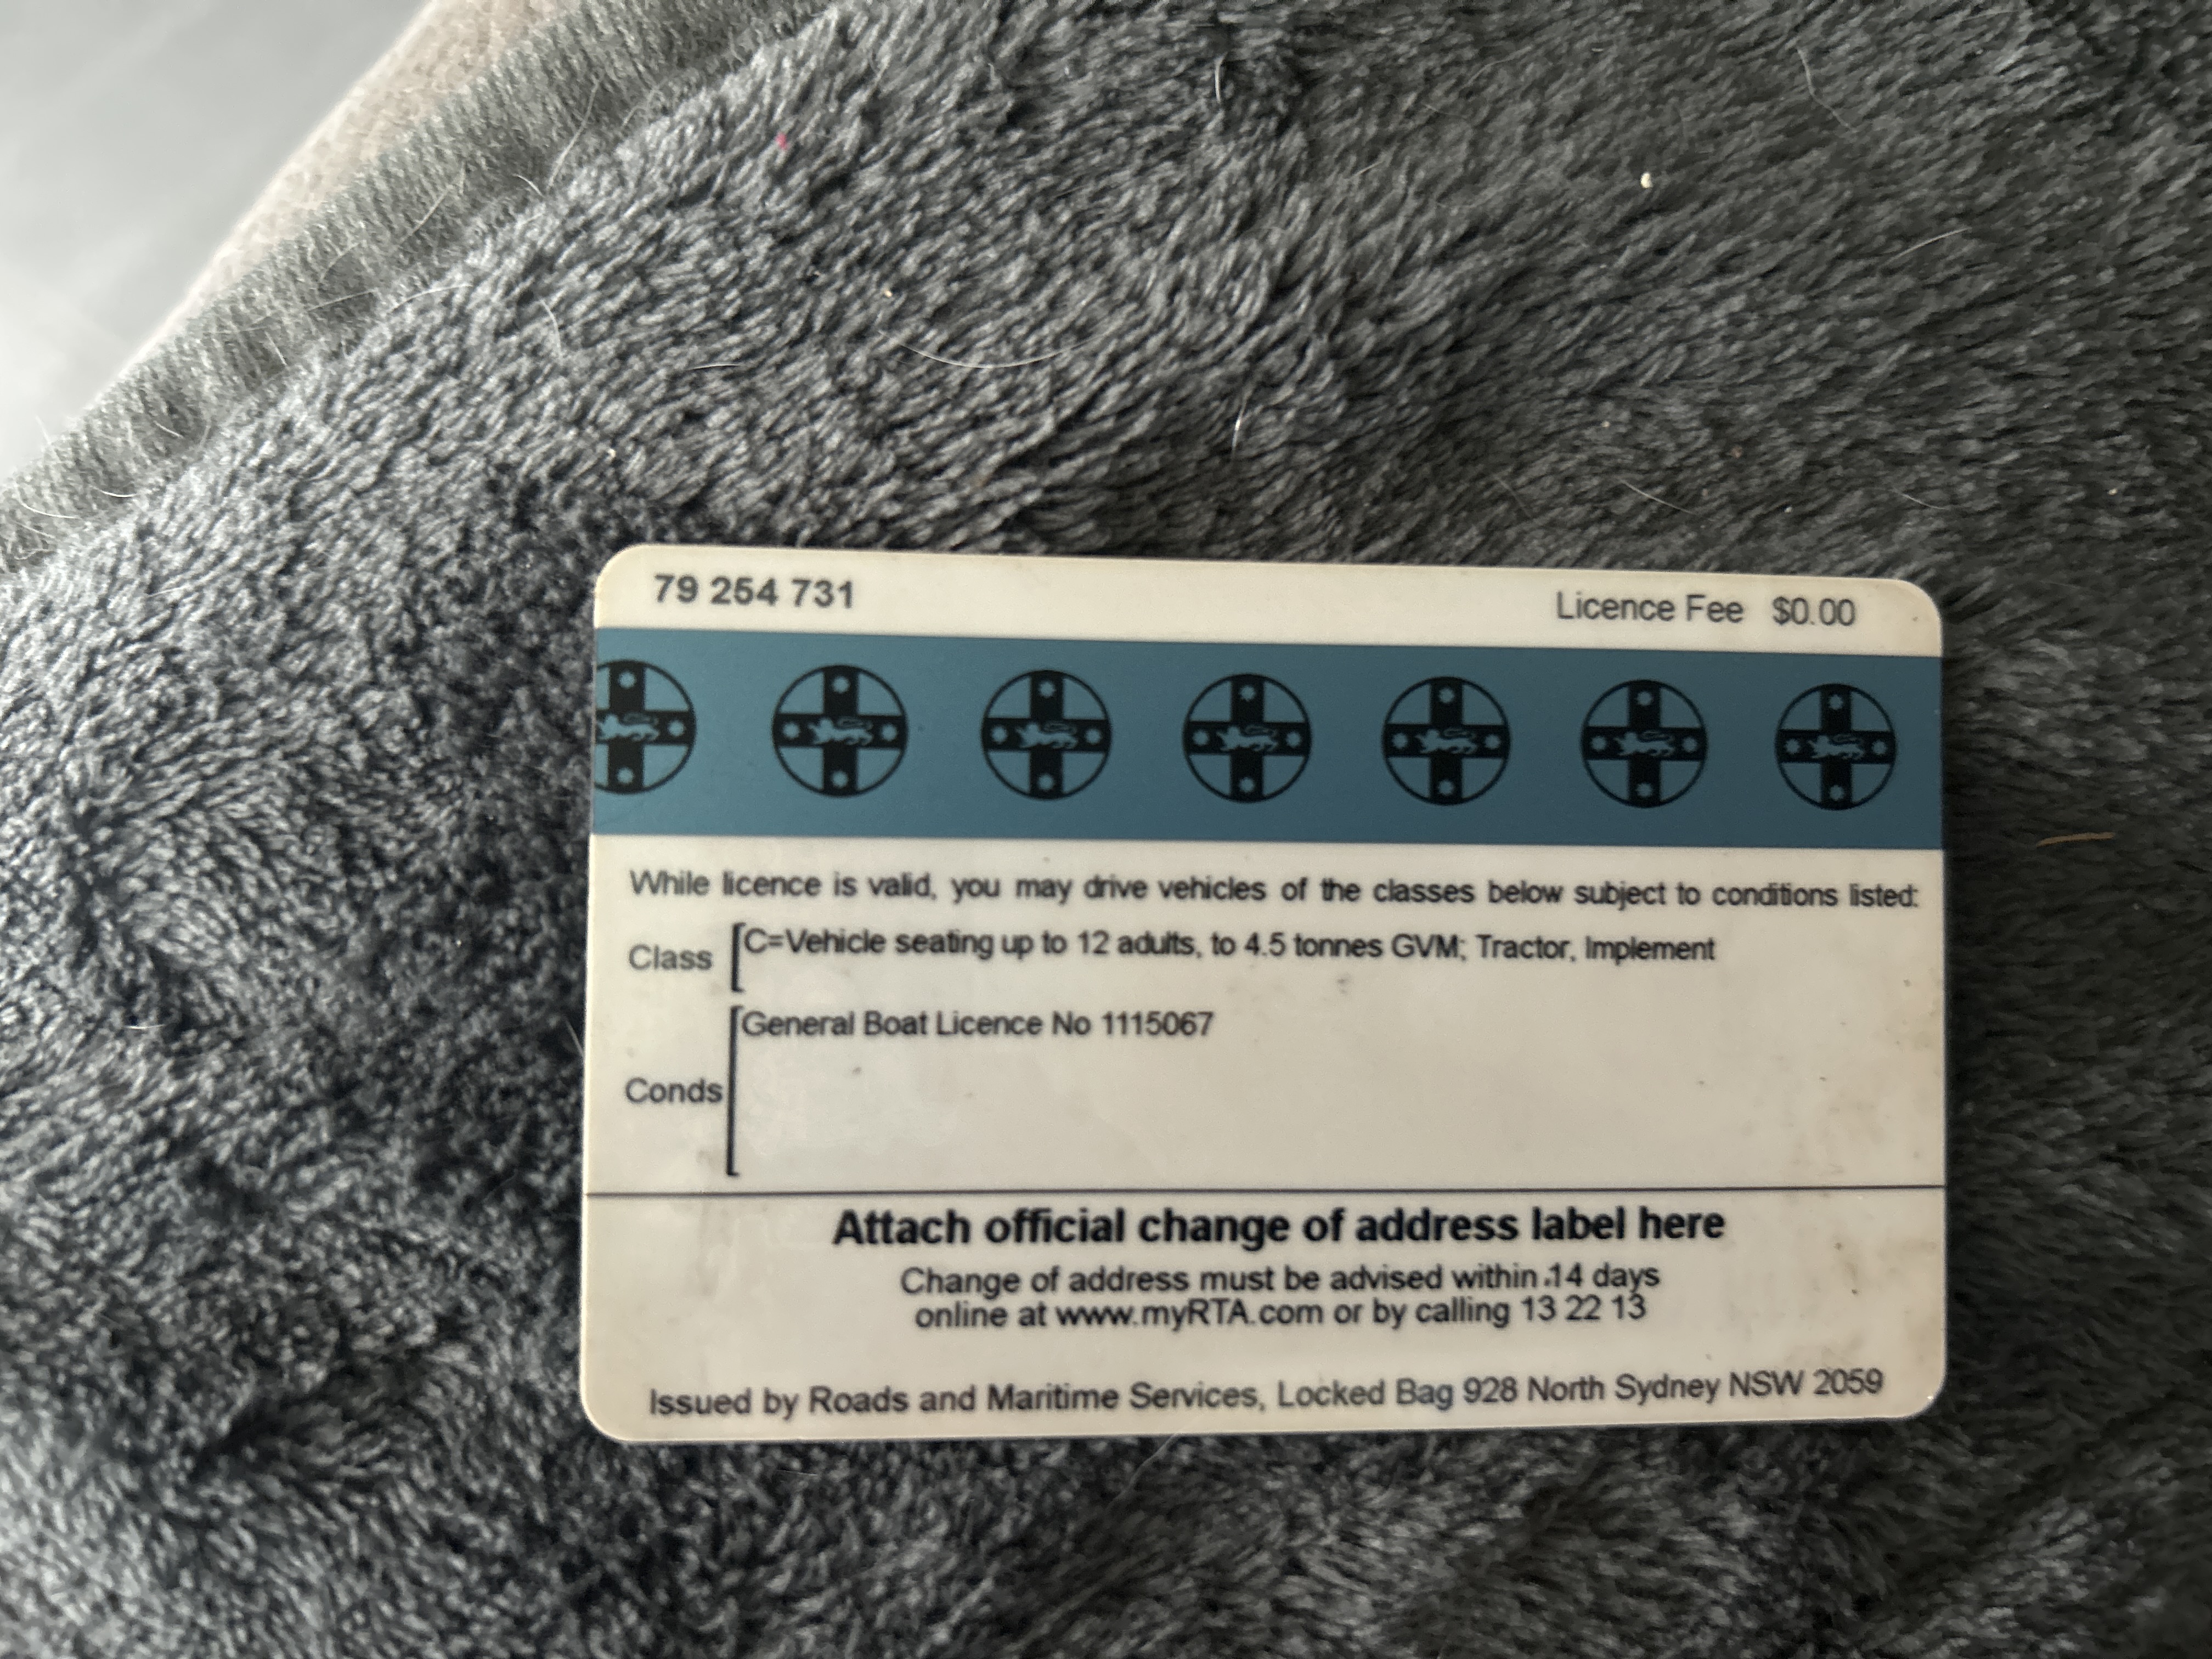 79 254 731 Licence Fee $0.00
While licence is valid, you may drive vehicles of the classes below subject to conditions listed:
Class C=Vehicle seating up to 12 adults, to 4.5 tonnes GVM; Tractor, Implement
General Boat Licence No 1115067
Conds
Attach official change of address label here
Change of address must be advised within 14 days
online at www.myRTA.com or by calling 13 22 13
Issued by Roads and Maritime Services, Locked Bag 928 North Sydney NSW 2059